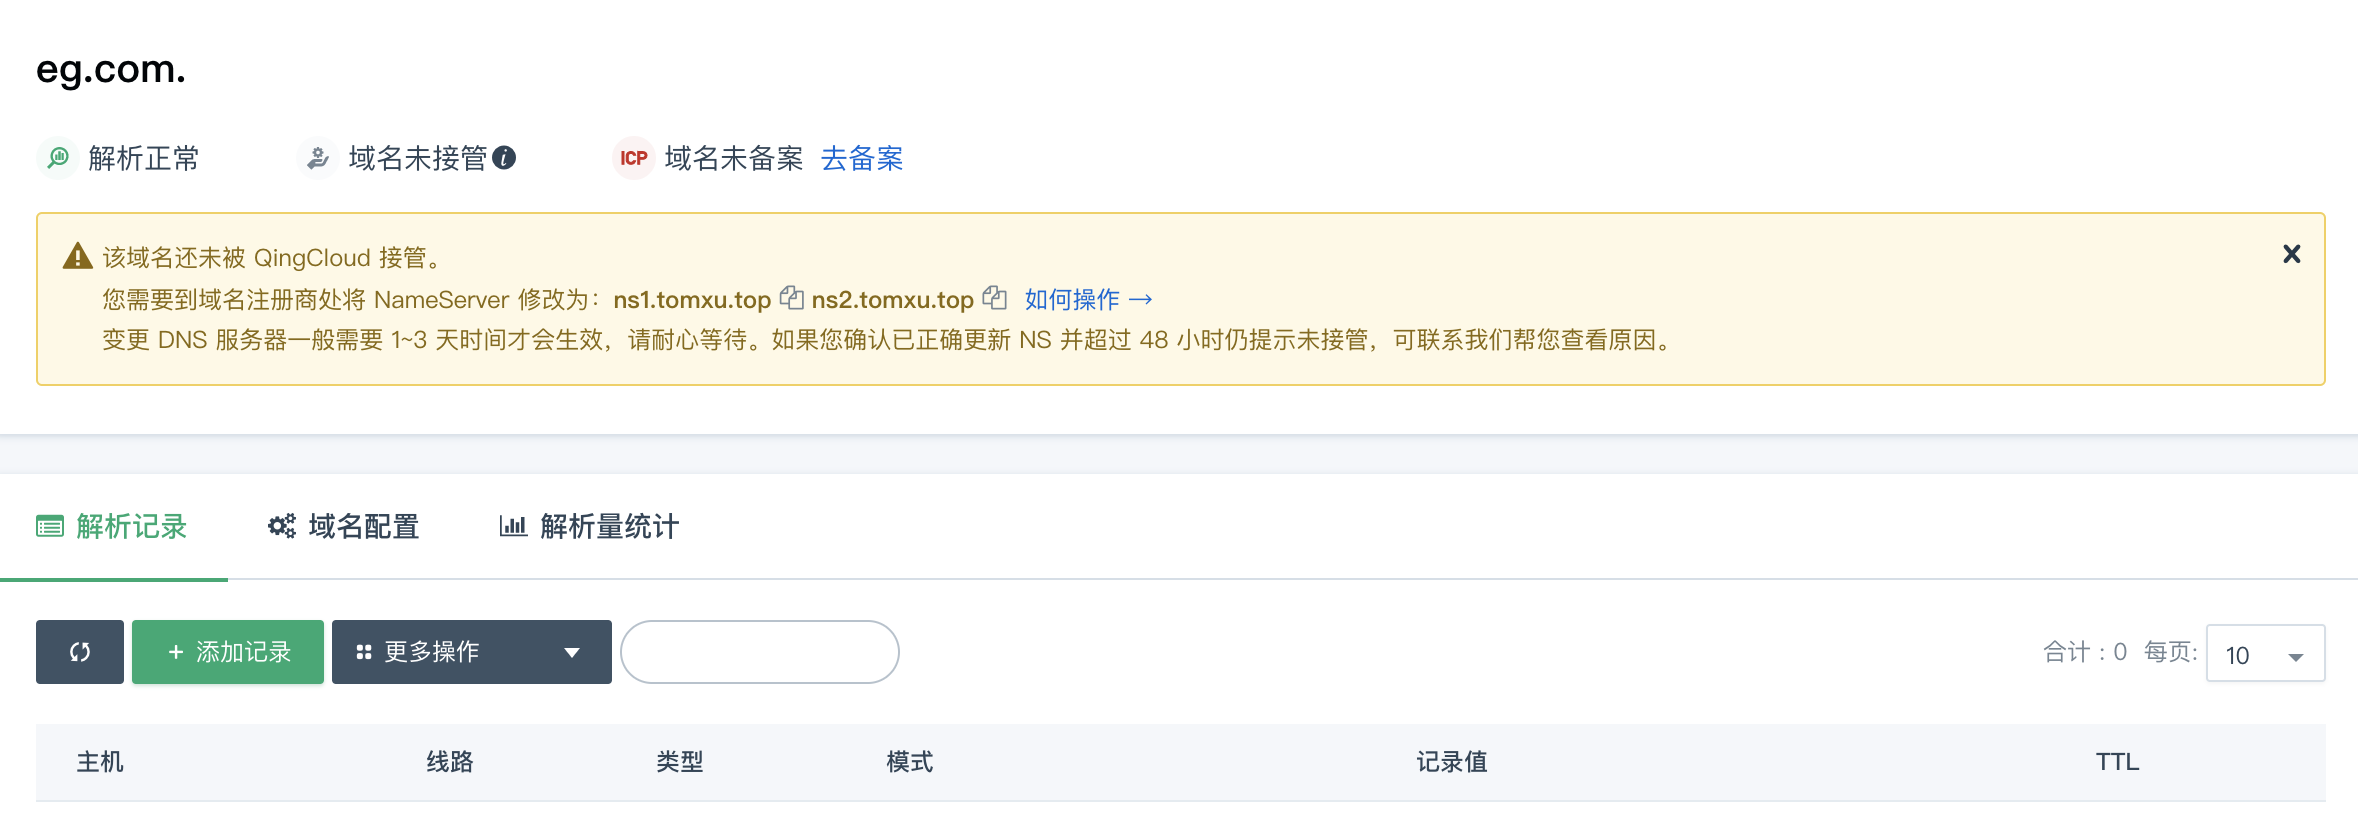 eg.com.
解析正常 域名未接管 ICP 域名未备案 去备案
该域名还未被 QingCloud 接管。
您需要到域名注册商处将 NameServer 修改为：ns1.tomxu.top ns2.tomxu.top 如何操作 →
变更 DNS 服务器一般需要 1~3 天时间才会生效，请耐心等待。如果您确认已正确更新 NS 并超过 48 小时仍提示未接管，可联系我们帮您查看原因。
解析记录 域名配置 解析量统计
+ 添加记录 更多操作 合计：0 每页: 10
主机 线路 类型 模式 记录值 TTL